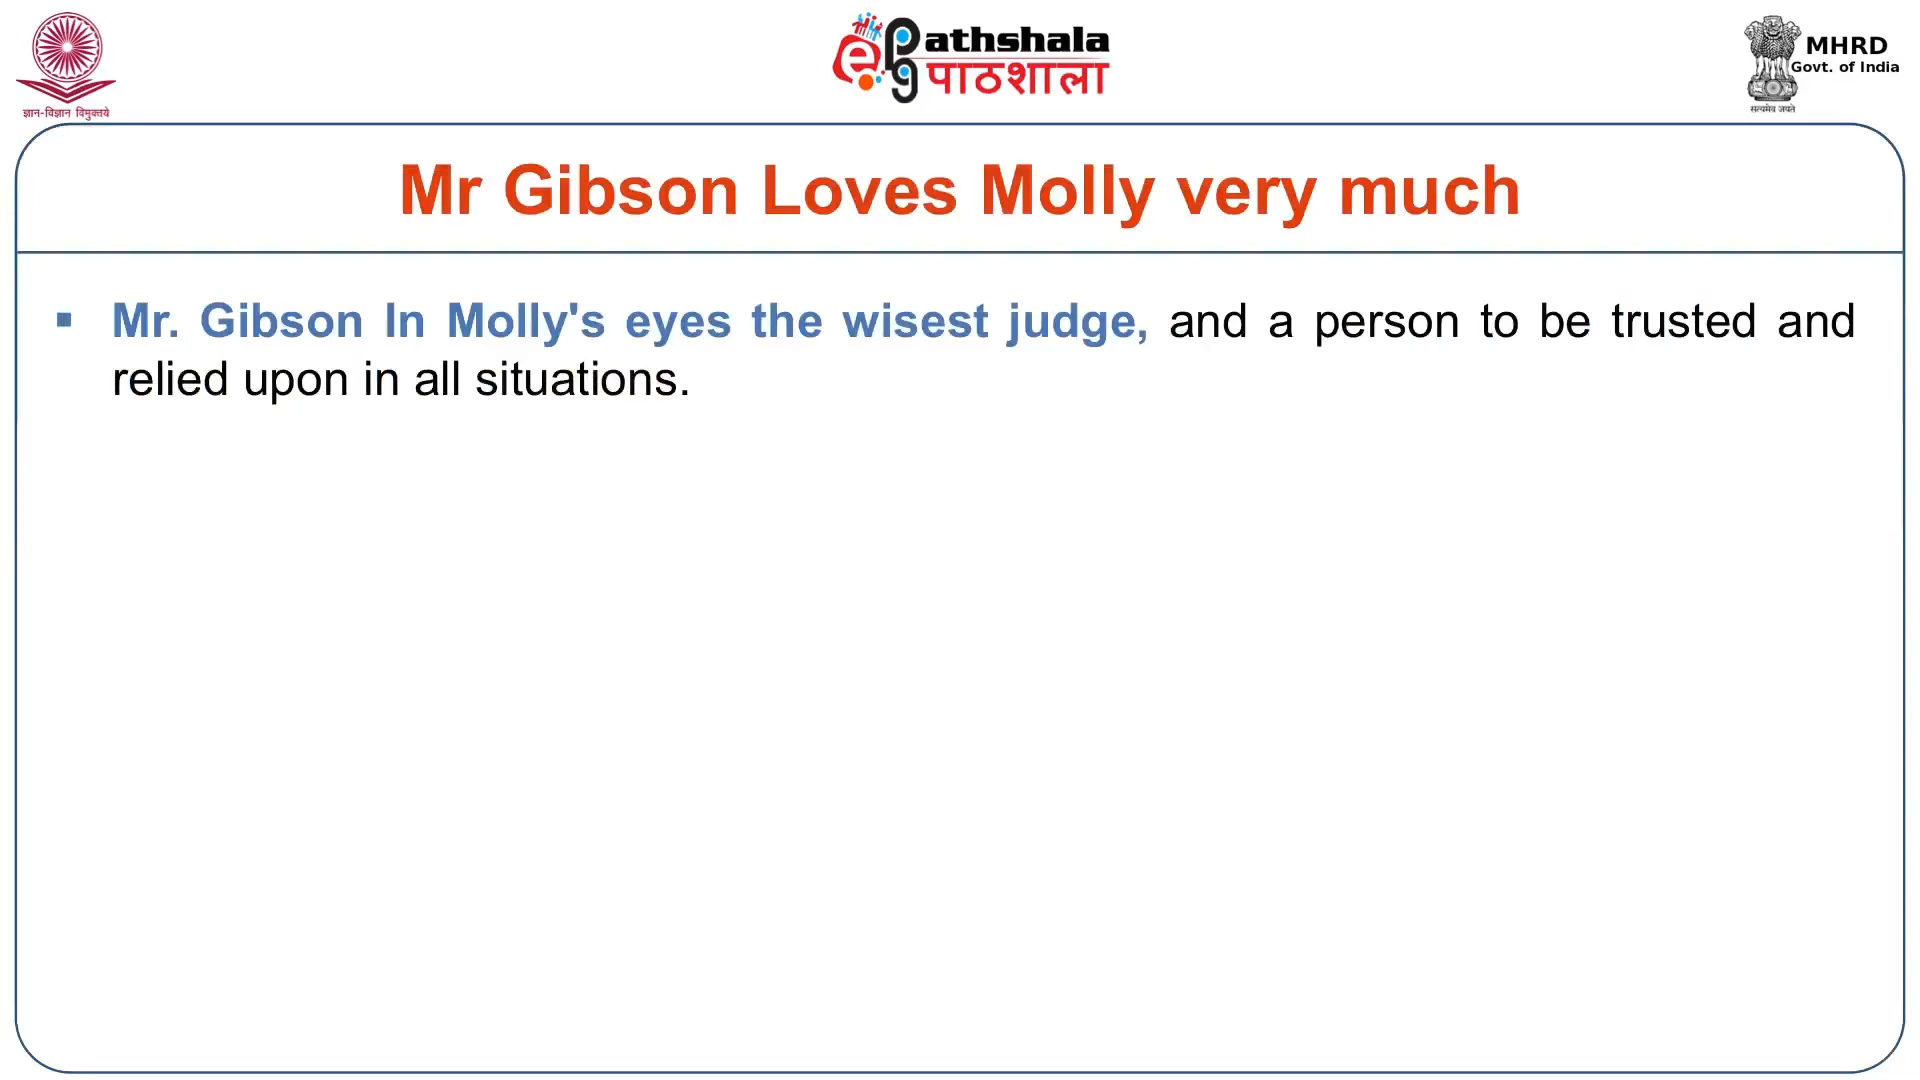 ज्ञान-विज्ञान विमुक्तये
e Pathshala
pg पाठशाला
MHRD
Govt. of India
सत्यमेव जयते
Mr Gibson Loves Molly very much
▪ Mr. Gibson In Molly's eyes the wisest judge, and a person to be trusted and
relied upon in all situations.